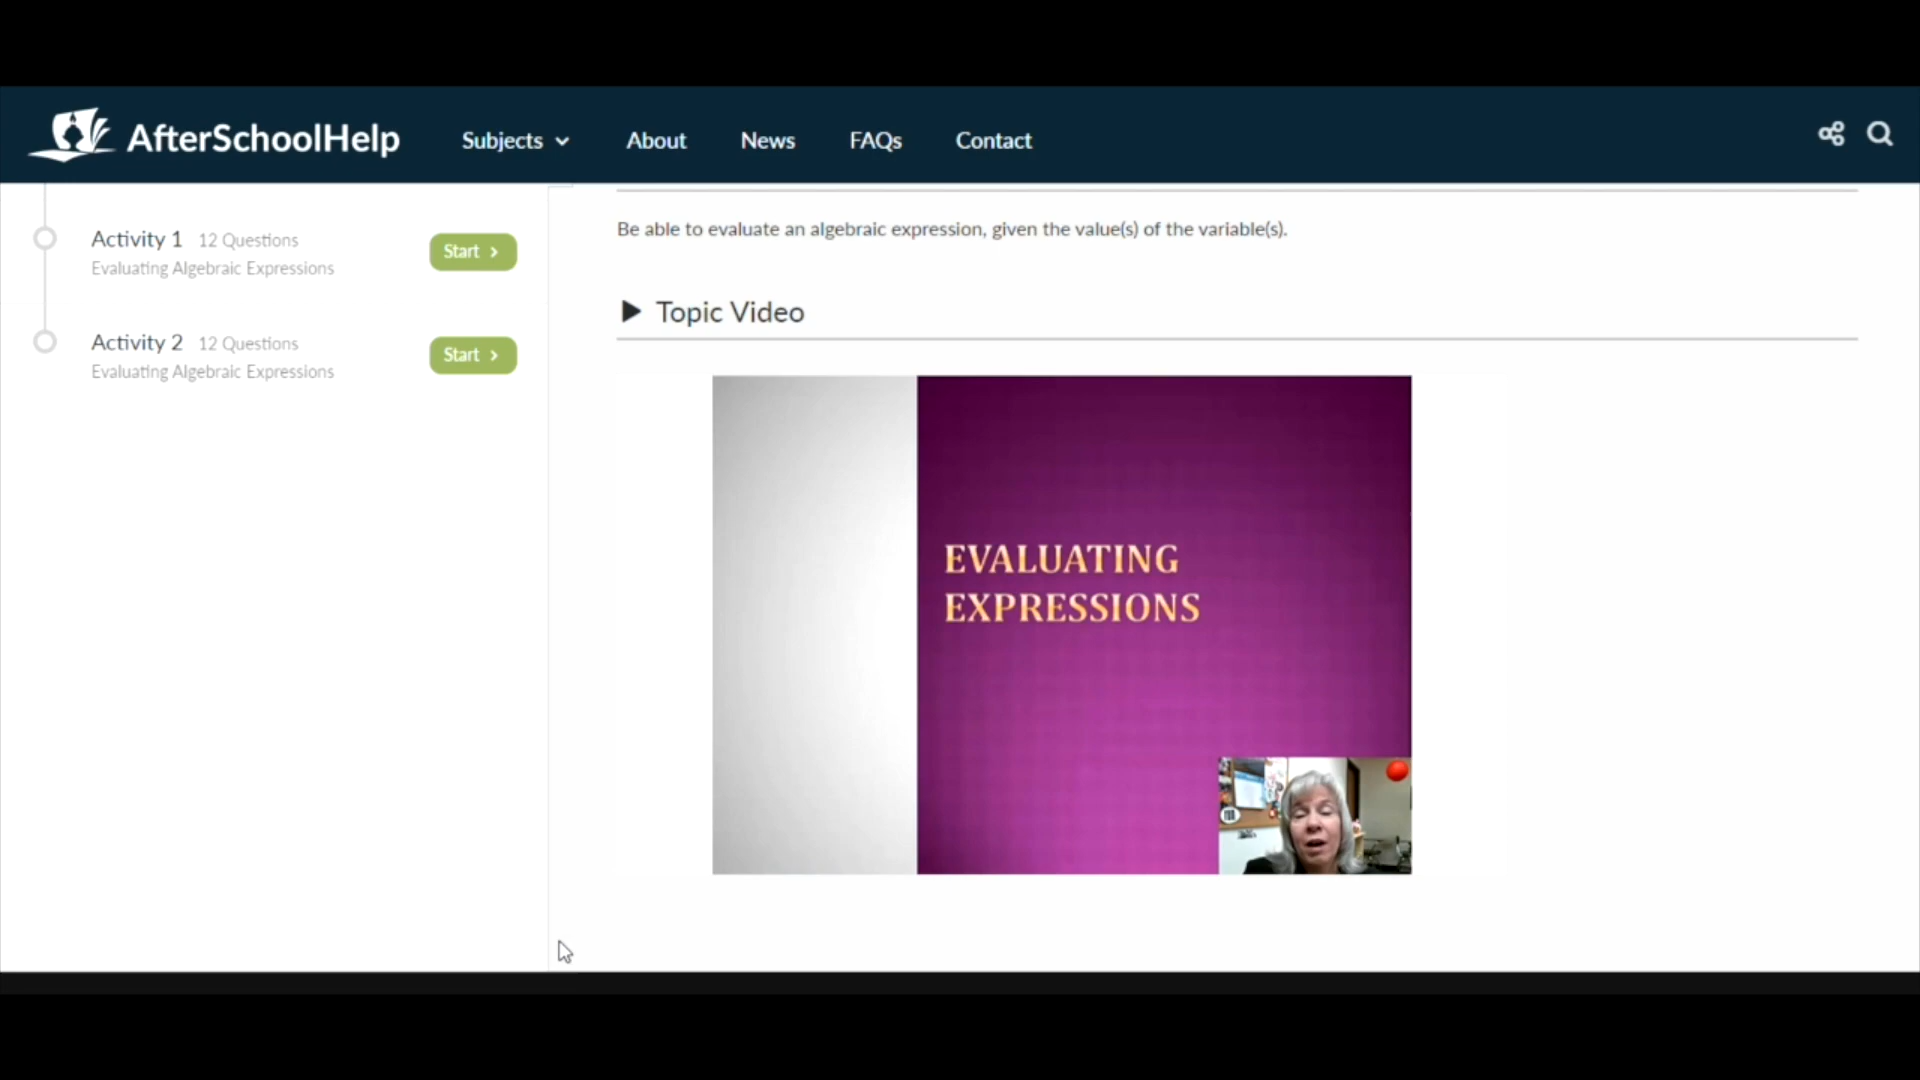 AfterSchoolHelp
Subjects
About
News
FAQs
Contact
Activity 1 12 Questions
Evaluating Algebraic Expressions
Start
Activity 2 12 Questions
Evaluating Algebraic Expressions
Start
Be able to evaluate an algebraic expression, given the value(s) of the variable(s).
Topic Video
EVALUATING
EXPRESSIONS